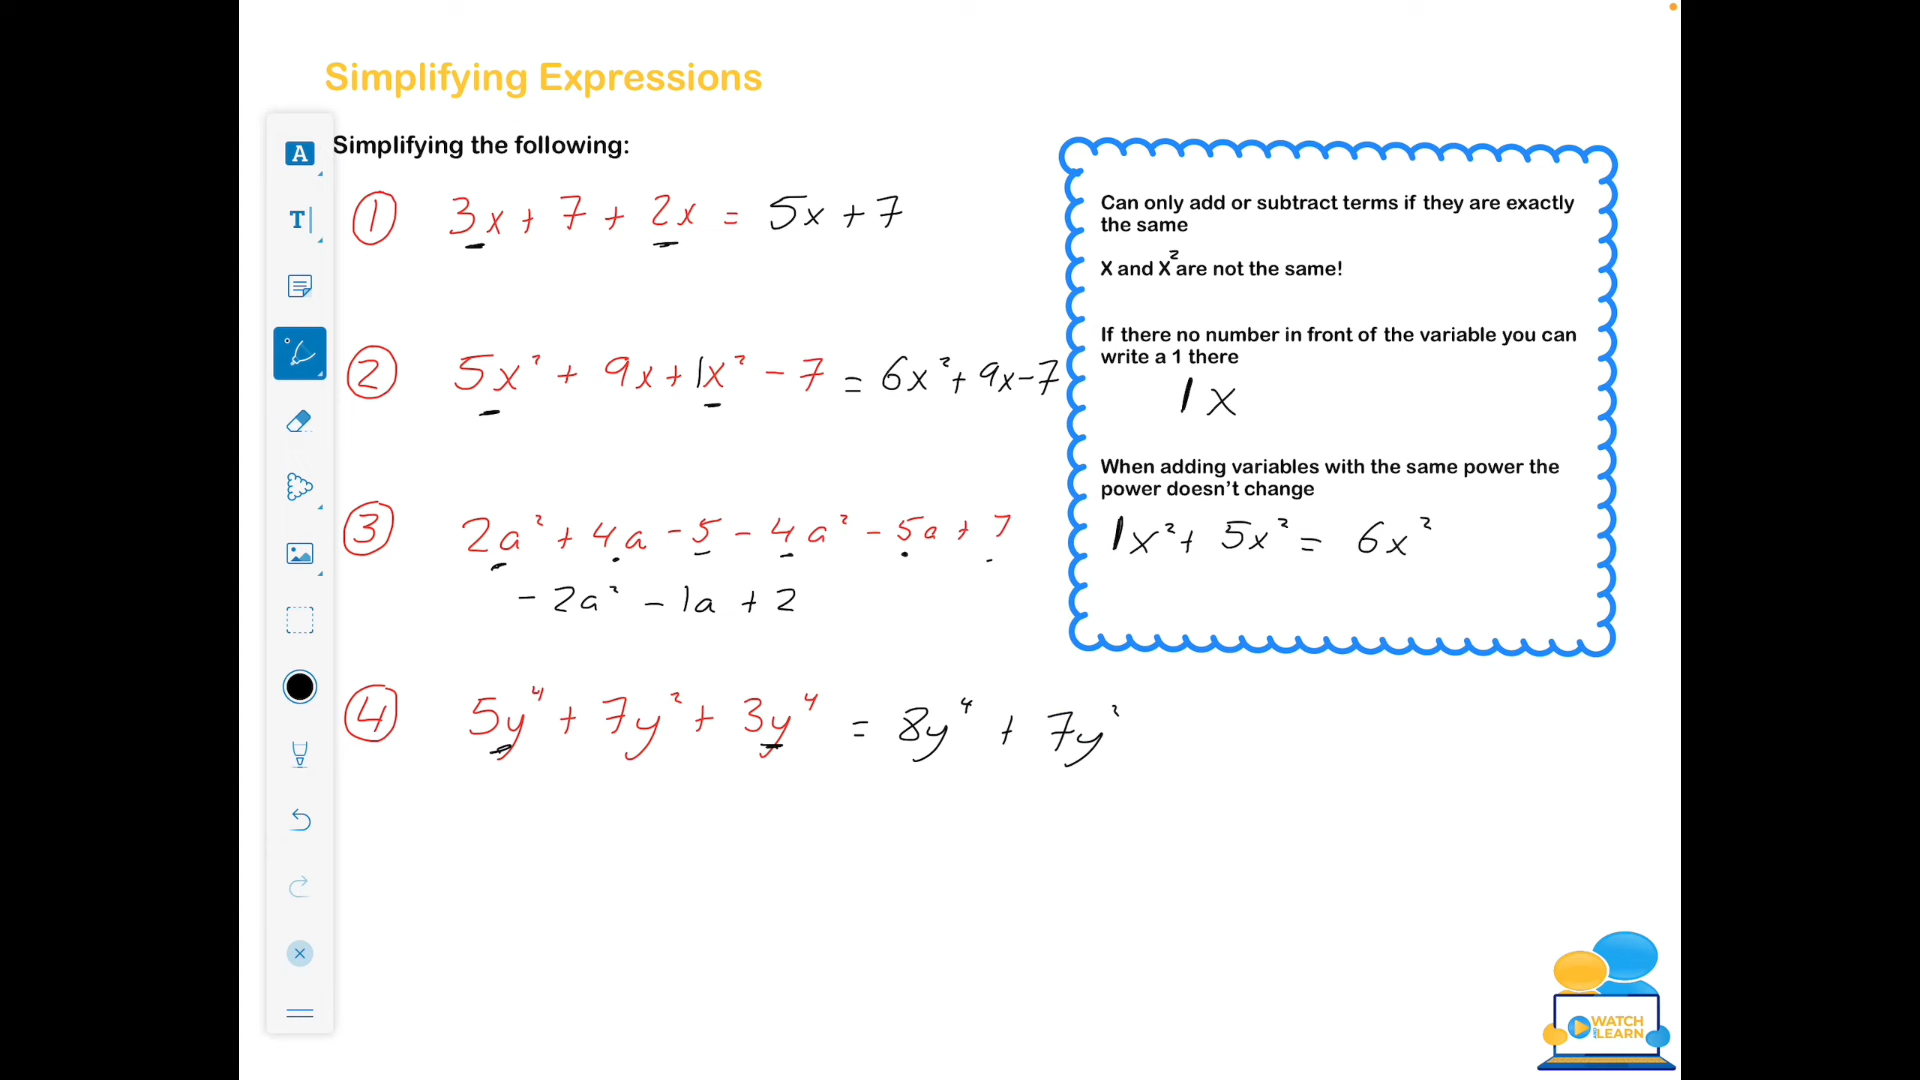 Simplifying Expressions
A
T
Simplifying the following:
① 3x + 7 + 2x = 5x + 7
② 5x² + 9x + 1x² - 7 = 6x² + 9x - 7
③ 2a² + 4a - 5 - 4a² - 5a + 7
- 2a² - 1a + 2
④ 5y⁴ + 7y² + 3y⁴ = 8y⁴ + 7y²
Can only add or subtract terms if they are exactly
the same
X and X² are not the same!
If there no number in front of the variable you can
write a 1 there
1x
When adding variables with the same power the
power doesn't change
1x² + 5x² = 6x²
WATCH
AND LEARN